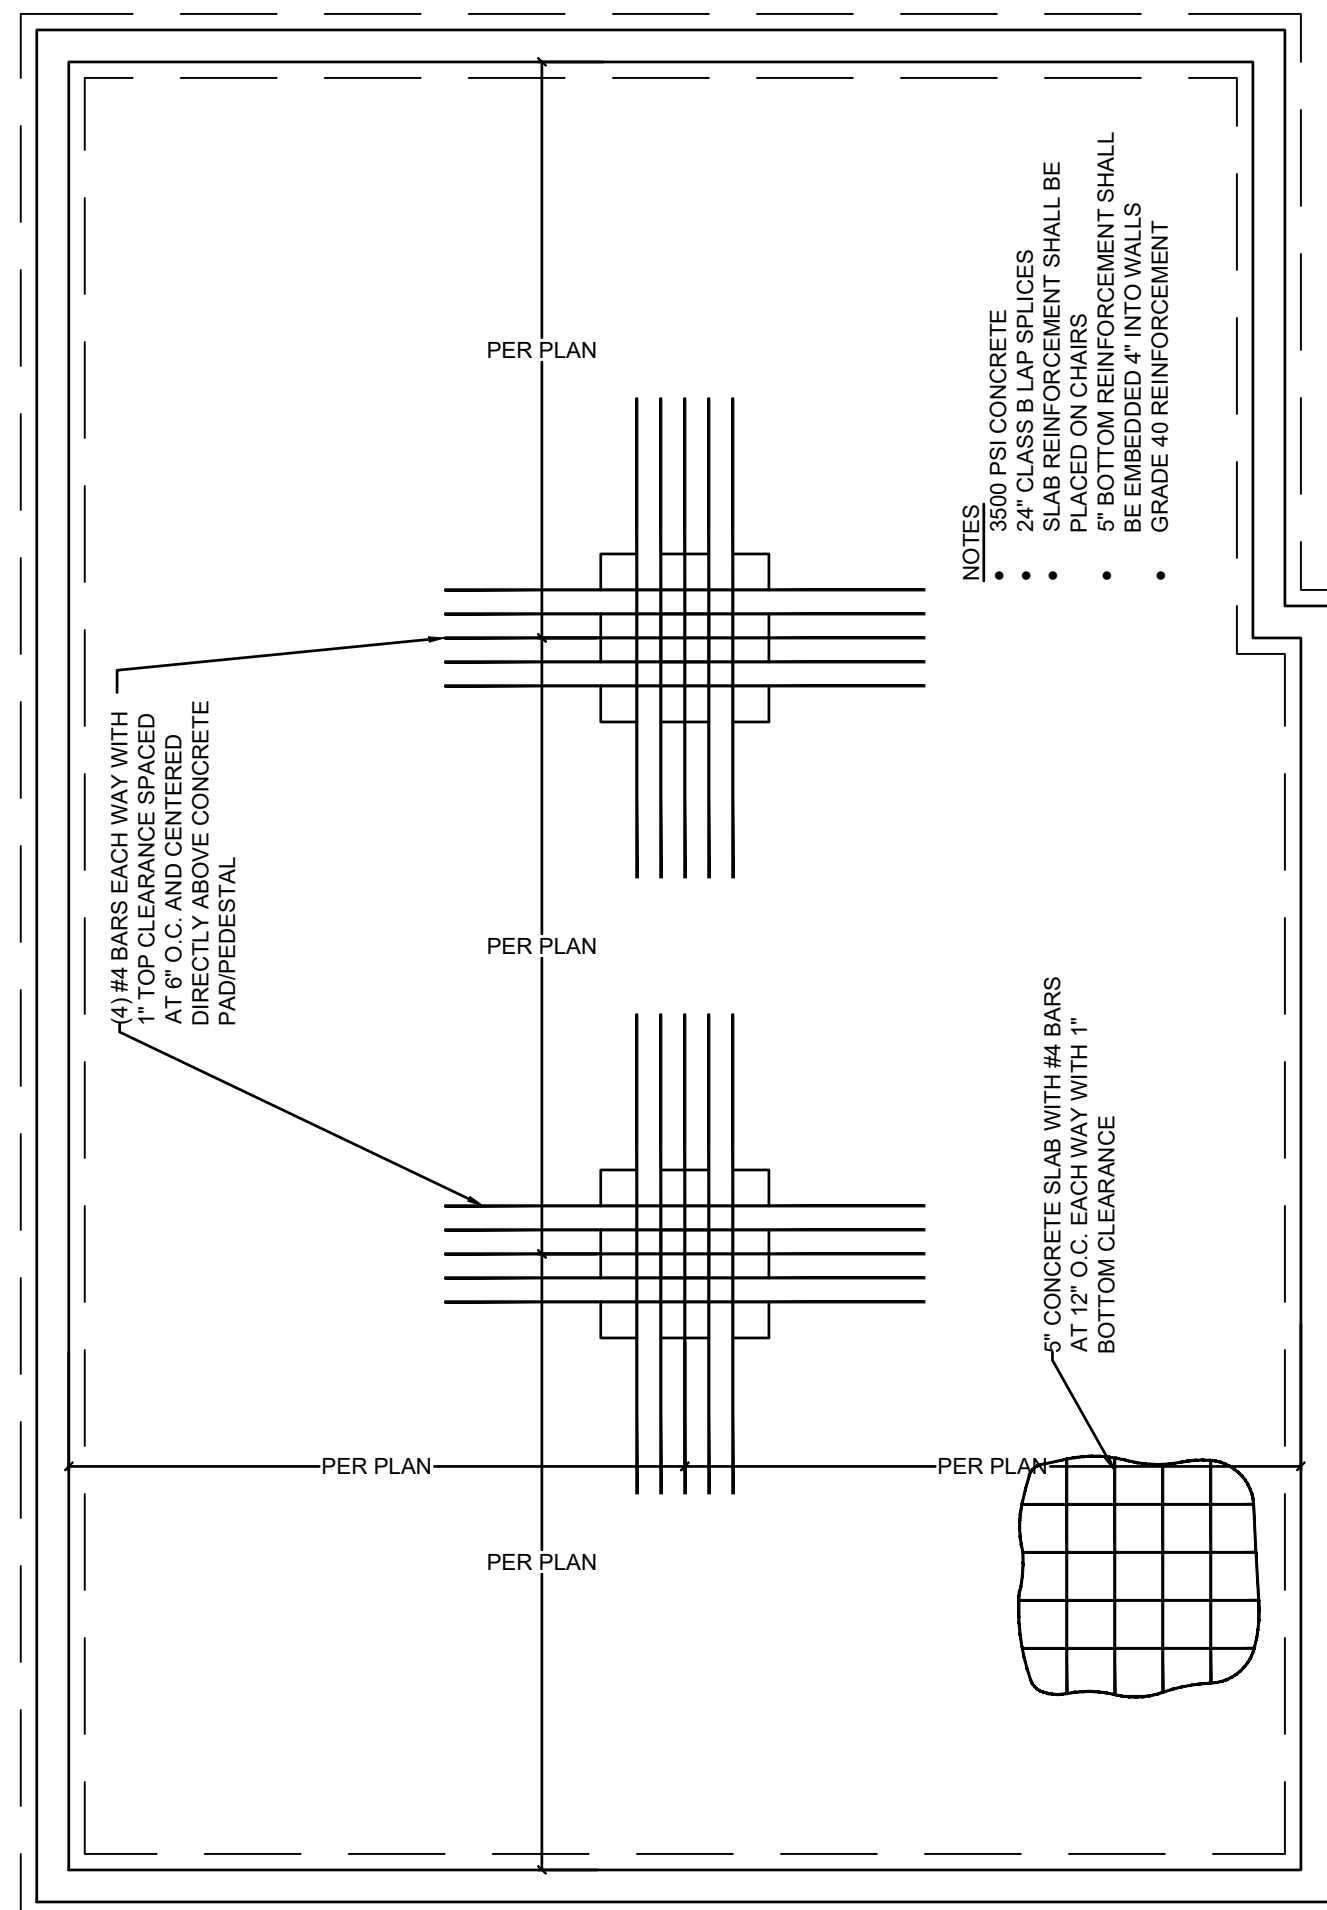 (4) #4 BARS EACH WAY WITH
1" TOP CLEARANCE SPACED
AT 6" O.C. AND CENTERED
DIRECTLY ABOVE CONCRETE
PAD/PEDESTAL
PER PLAN
PER PLAN
PER PLAN
PER PLAN
PER PLAN
NOTES
• 3500 PSI CONCRETE
• 24" CLASS B LAP SPLICES
• SLAB REINFORCEMENT SHALL BE
PLACED ON CHAIRS
• 5" BOTTOM REINFORCEMENT SHALL
BE EMBEDDED 4" INTO WALLS
• GRADE 40 REINFORCEMENT
5" CONCRETE SLAB WITH #4 BARS
AT 12" O.C. EACH WAY WITH 1"
BOTTOM CLEARANCE